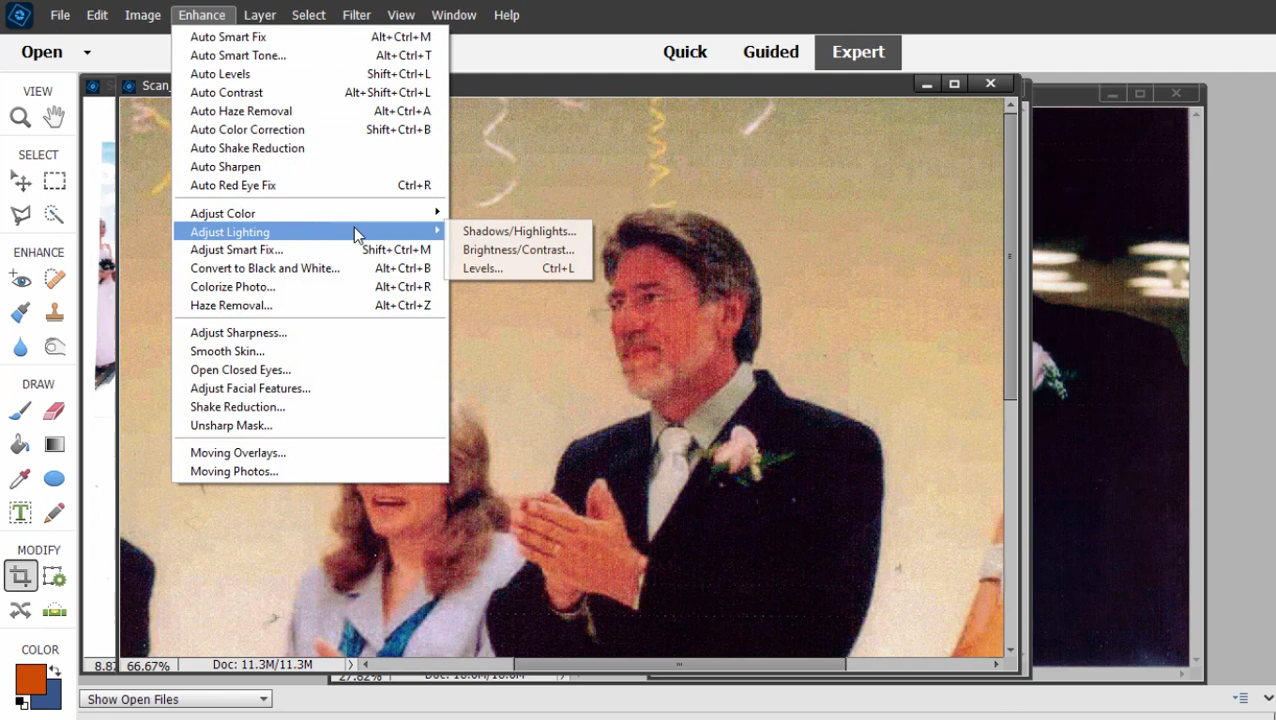 File Edit Image Enhance Layer Select Filter View Window Help
Open
Quick Guided Expert
VIEW
SELECT
ENHANCE
DRAW
MODIFY
COLOR
Scan_
Auto Smart Fix Alt+Ctrl+M
Auto Smart Tone... Alt+Ctrl+T
Auto Levels Shift+Ctrl+L
Auto Contrast Alt+Shift+Ctrl+L
Auto Haze Removal Alt+Ctrl+A
Auto Color Correction Shift+Ctrl+B
Auto Shake Reduction
Auto Sharpen
Auto Red Eye Fix Ctrl+R
Adjust Color
Adjust Lighting
Adjust Smart Fix... Shift+Ctrl+M
Convert to Black and White... Alt+Ctrl+B
Colorize Photo... Alt+Ctrl+R
Haze Removal... Alt+Ctrl+Z
Adjust Sharpness...
Smooth Skin...
Open Closed Eyes...
Adjust Facial Features...
Shake Reduction...
Unsharp Mask...
Moving Overlays...
Moving Photos...
Shadows/Highlights...
Brightness/Contrast...
Levels... Ctrl+L
66.67% Doc: 11.3M/11.3M
Show Open Files